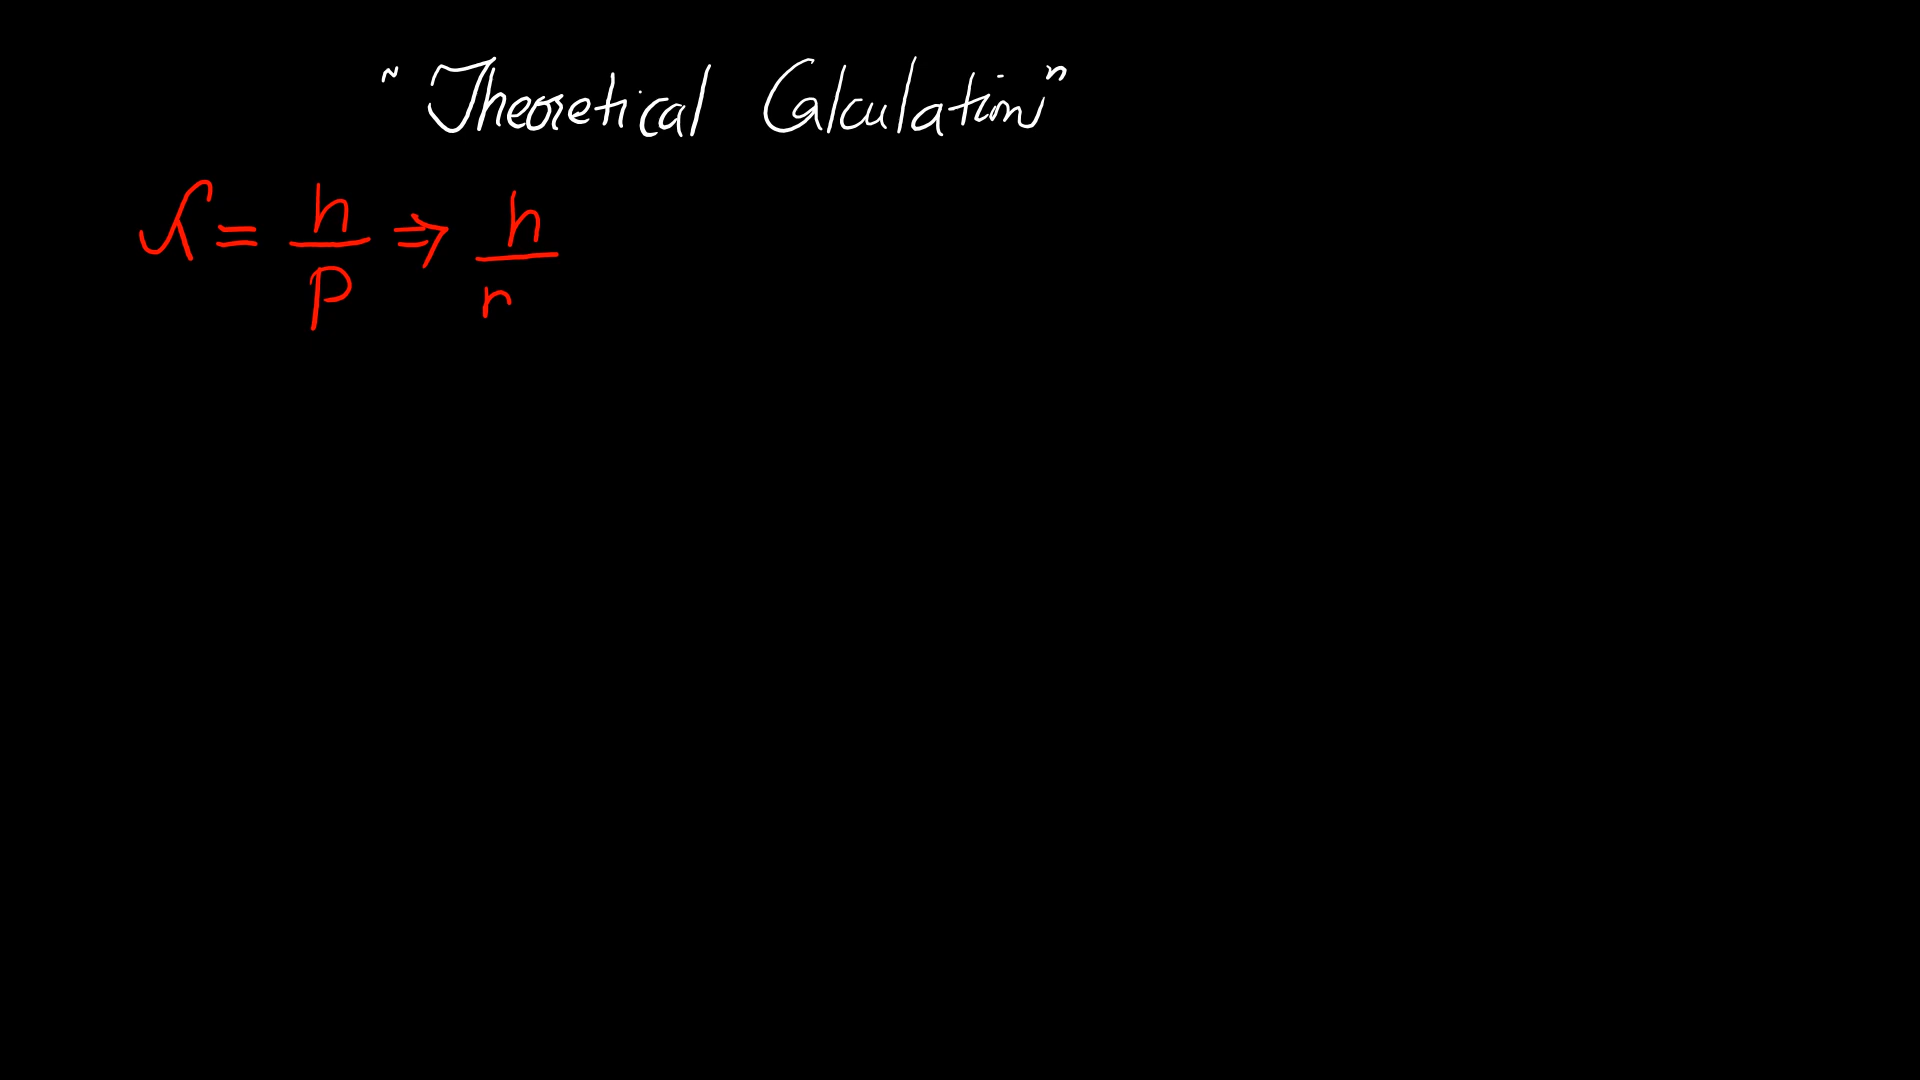 "Theoretical Calculation"
λ = h/p ⇒ h/r